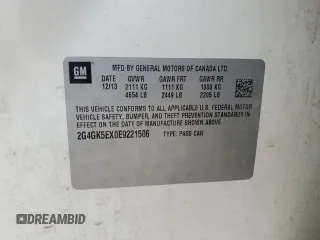 GM
MFG BY GENERAL MOTORS OF CANADA LTD.
DATE GVWR GAWR FRT GAWR RR
12/13 2111 KG 1111 KG 1000 KG
4654 LB 2449 LB 2205 LB
THIS VEHICLE CONFORMS TO ALL APPLICABLE U.S. FEDERAL MOTOR
VEHICLE SAFETY, BUMPER, AND THEFT PREVENTION STANDARDS IN
EFFECT ON THE DATE OF MANUFACTURE SHOWN ABOVE.
2G4GK5EX0E9221506 TYPE: PASS CAR
DREAMBID